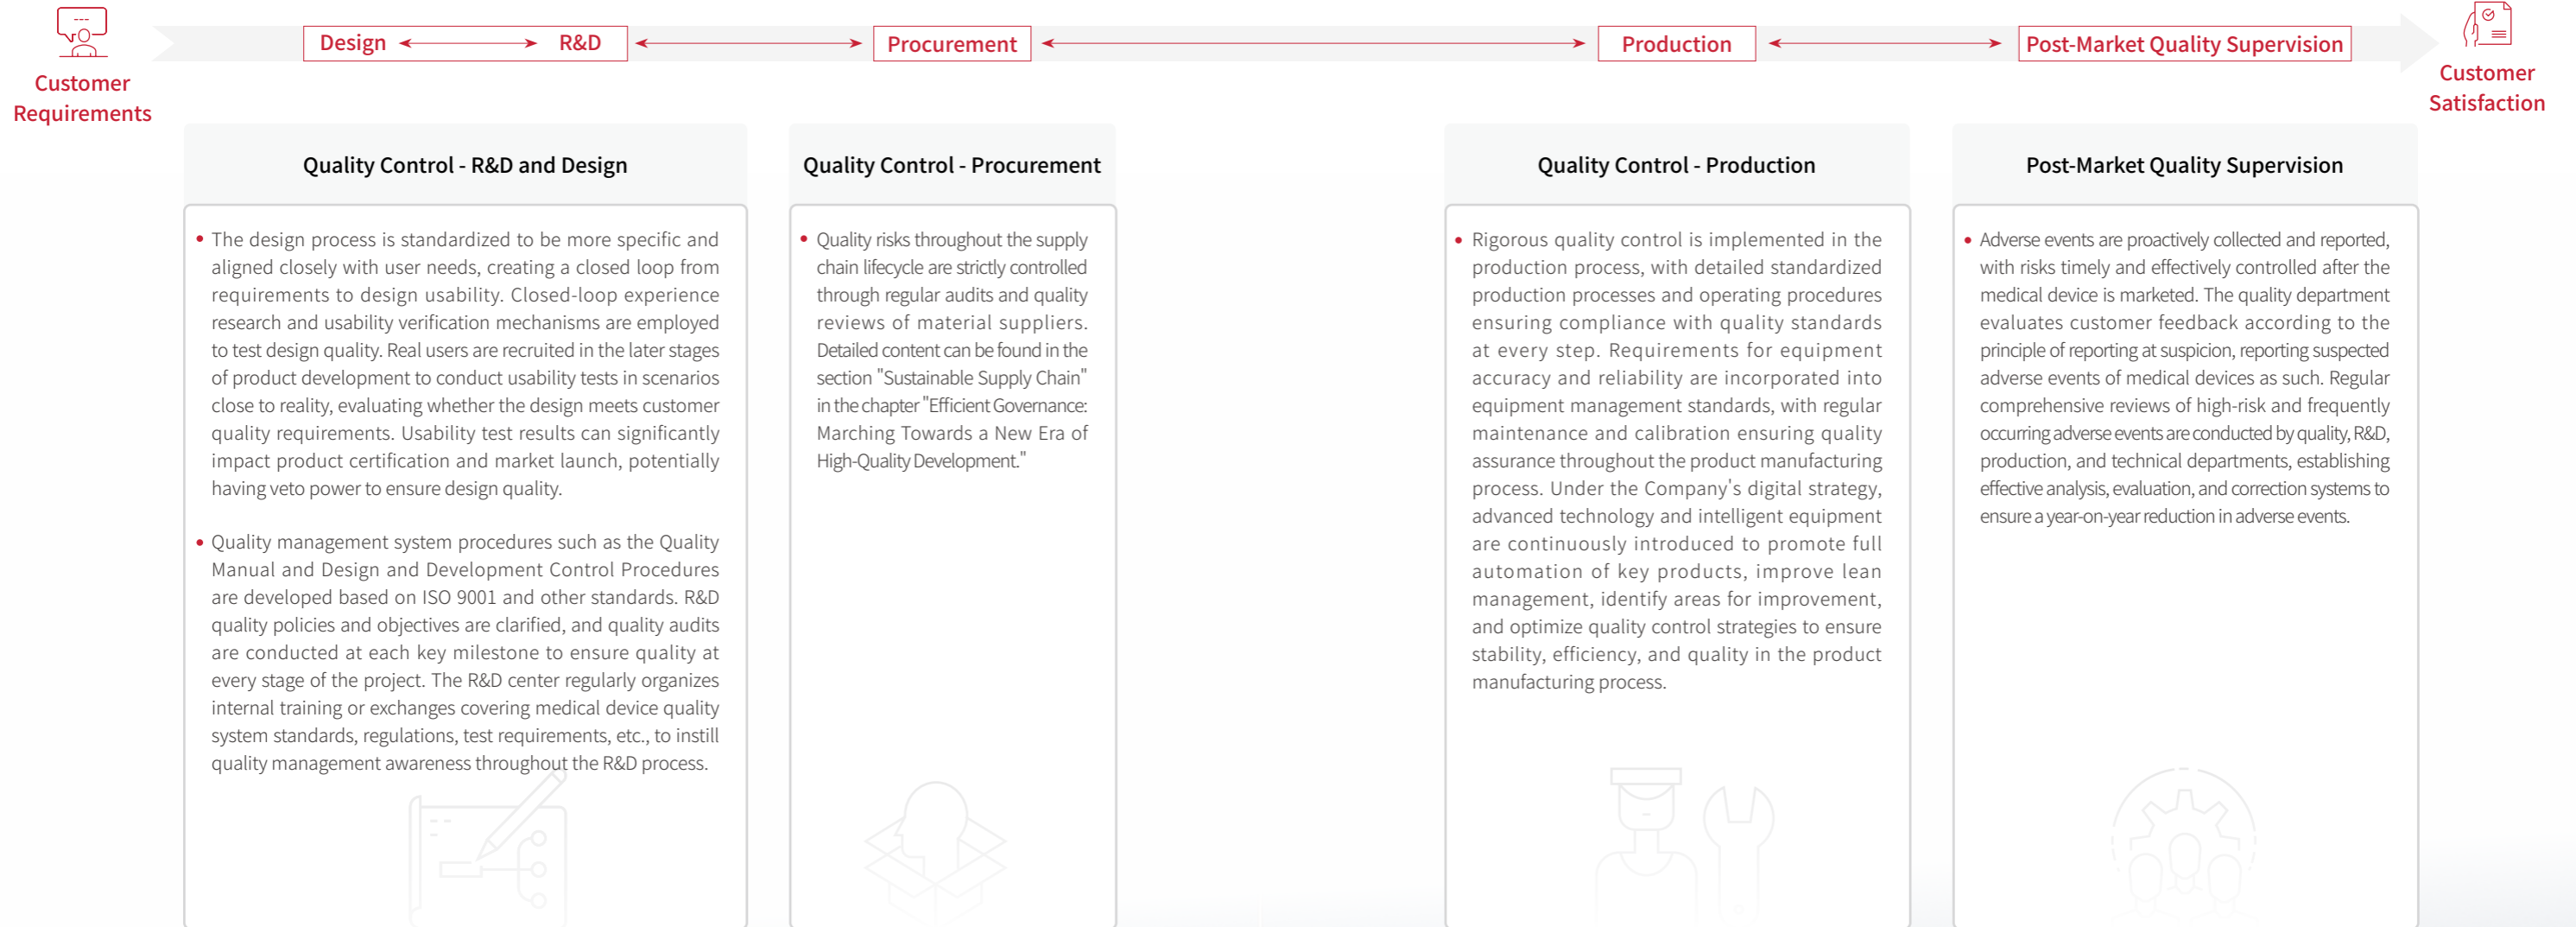 Customer
Requirements
Design
R&D
Procurement
Production
Post-Market Quality Supervision
Customer
Satisfaction
Quality Control - R&D and Design
• The design process is standardized to be more specific and
aligned closely with user needs, creating a closed loop from
requirements to design usability. Closed-loop experience
research and usability verification mechanisms are employed
to test design quality. Real users are recruited in the later stages
of product development to conduct usability tests in scenarios
close to reality, evaluating whether the design meets customer
quality requirements. Usability test results can significantly
impact product certification and market launch, potentially
having veto power to ensure design quality.
• Quality management system procedures such as the Quality
Manual and Design and Development Control Procedures
are developed based on ISO 9001 and other standards. R&D
quality policies and objectives are clarified, and quality audits
are conducted at each key milestone to ensure quality at
every stage of the project. The R&D center regularly organizes
internal training or exchanges covering medical device quality
system standards, regulations, test requirements, etc., to instill
quality management awareness throughout the R&D process.
Quality Control - Procurement
• Quality risks throughout the supply
chain lifecycle are strictly controlled
through regular audits and quality
reviews of material suppliers.
Detailed content can be found in the
section "Sustainable Supply Chain"
in the chapter "Efficient Governance:
Marching Towards a New Era of
High-Quality Development."
Quality Control - Production
• Rigorous quality control is implemented in the
production process, with detailed standardized
production processes and operating procedures
ensuring compliance with quality standards
at every step. Requirements for equipment
accuracy and reliability are incorporated into
equipment management standards, with regular
maintenance and calibration ensuring quality
assurance throughout the product manufacturing
process. Under the Company's digital strategy,
advanced technology and intelligent equipment
are continuously introduced to promote full
automation of key products, improve lean
management, identify areas for improvement,
and optimize quality control strategies to ensure
stability, efficiency, and quality in the product
manufacturing process.
Post-Market Quality Supervision
• Adverse events are proactively collected and reported,
with risks timely and effectively controlled after the
medical device is marketed. The quality department
evaluates customer feedback according to the
principle of reporting at suspicion, reporting suspected
adverse events of medical devices as such. Regular
comprehensive reviews of high-risk and frequently
occurring adverse events are conducted by quality, R&D,
production, and technical departments, establishing
effective analysis, evaluation, and correction systems to
ensure a year-on-year reduction in adverse events.